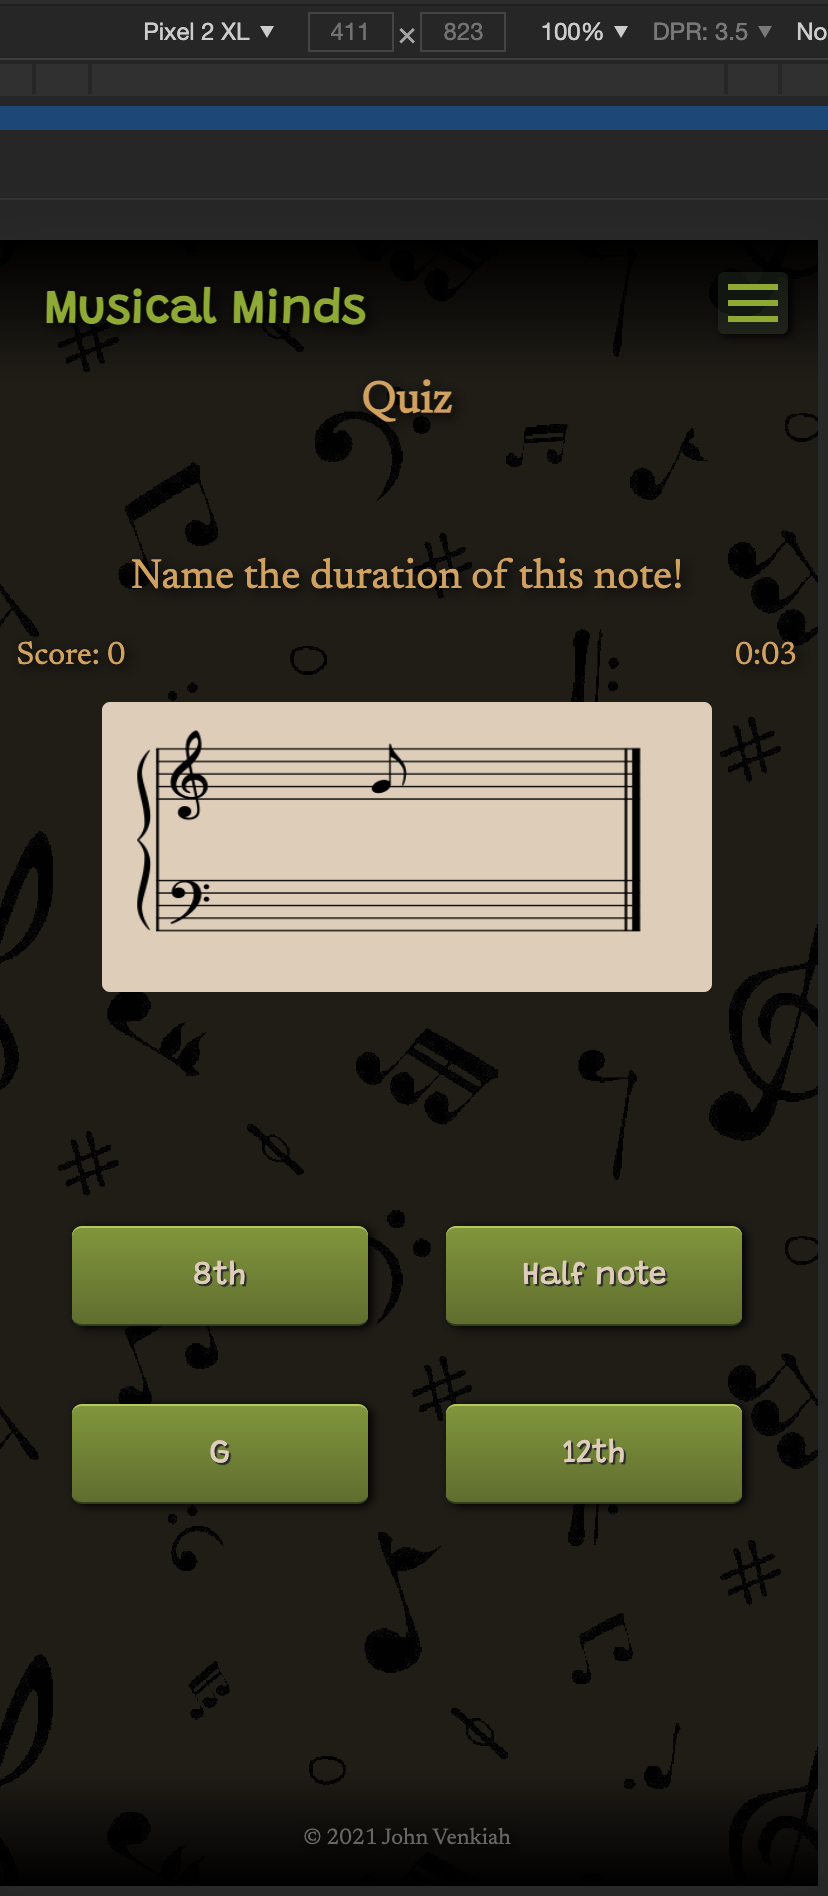 Pixel 2 XL ▼ 411 × 823 100% ▼ DPR: 3.5 ▼ No
Musical Minds
Quiz
Name the duration of this note!
Score: 0 0:03
8th Half note
G 12th
© 2021 John Venkiah